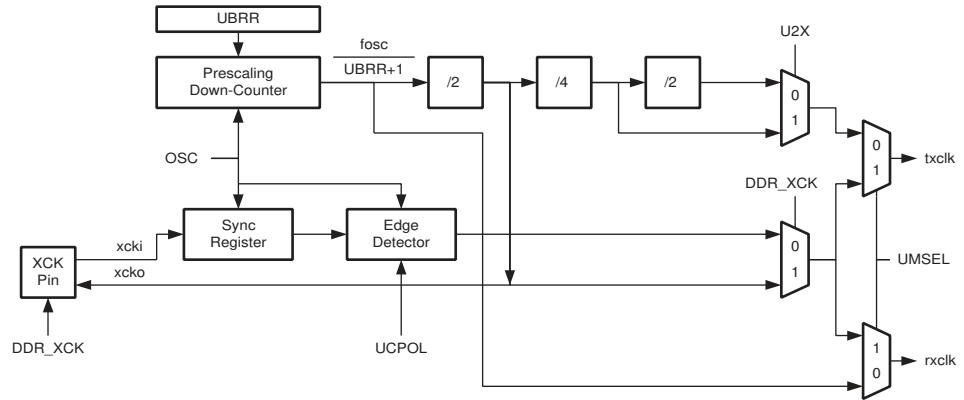 UBRR
fosc
U2X
Prescaling
Down-Counter
UBRR+1
/2
/4
/2
0
1
0
1
txclk
OSC
DDR_XCK
Sync
Register
Edge
Detector
0
1
xcki
xcko
XCK
Pin
UMSEL
DDR_XCK
UCPOL
1
0
rxclk